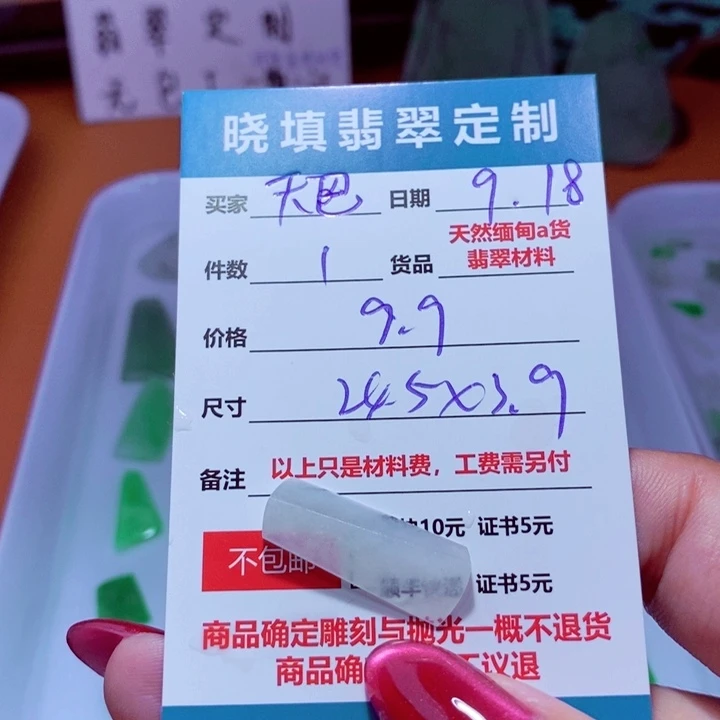 翡翠定制
晓填翡翠定制
买家 天巴 日期 9.18
件数 1 货品 天然缅甸a货
翡翠材料
价格 9.9
尺寸 24.5×3.9
备注 以上只是材料费，工费需另付
10元 证书5元
不包邮 证书5元
商品确定雕刻与抛光一概不退货
商品确 不议退